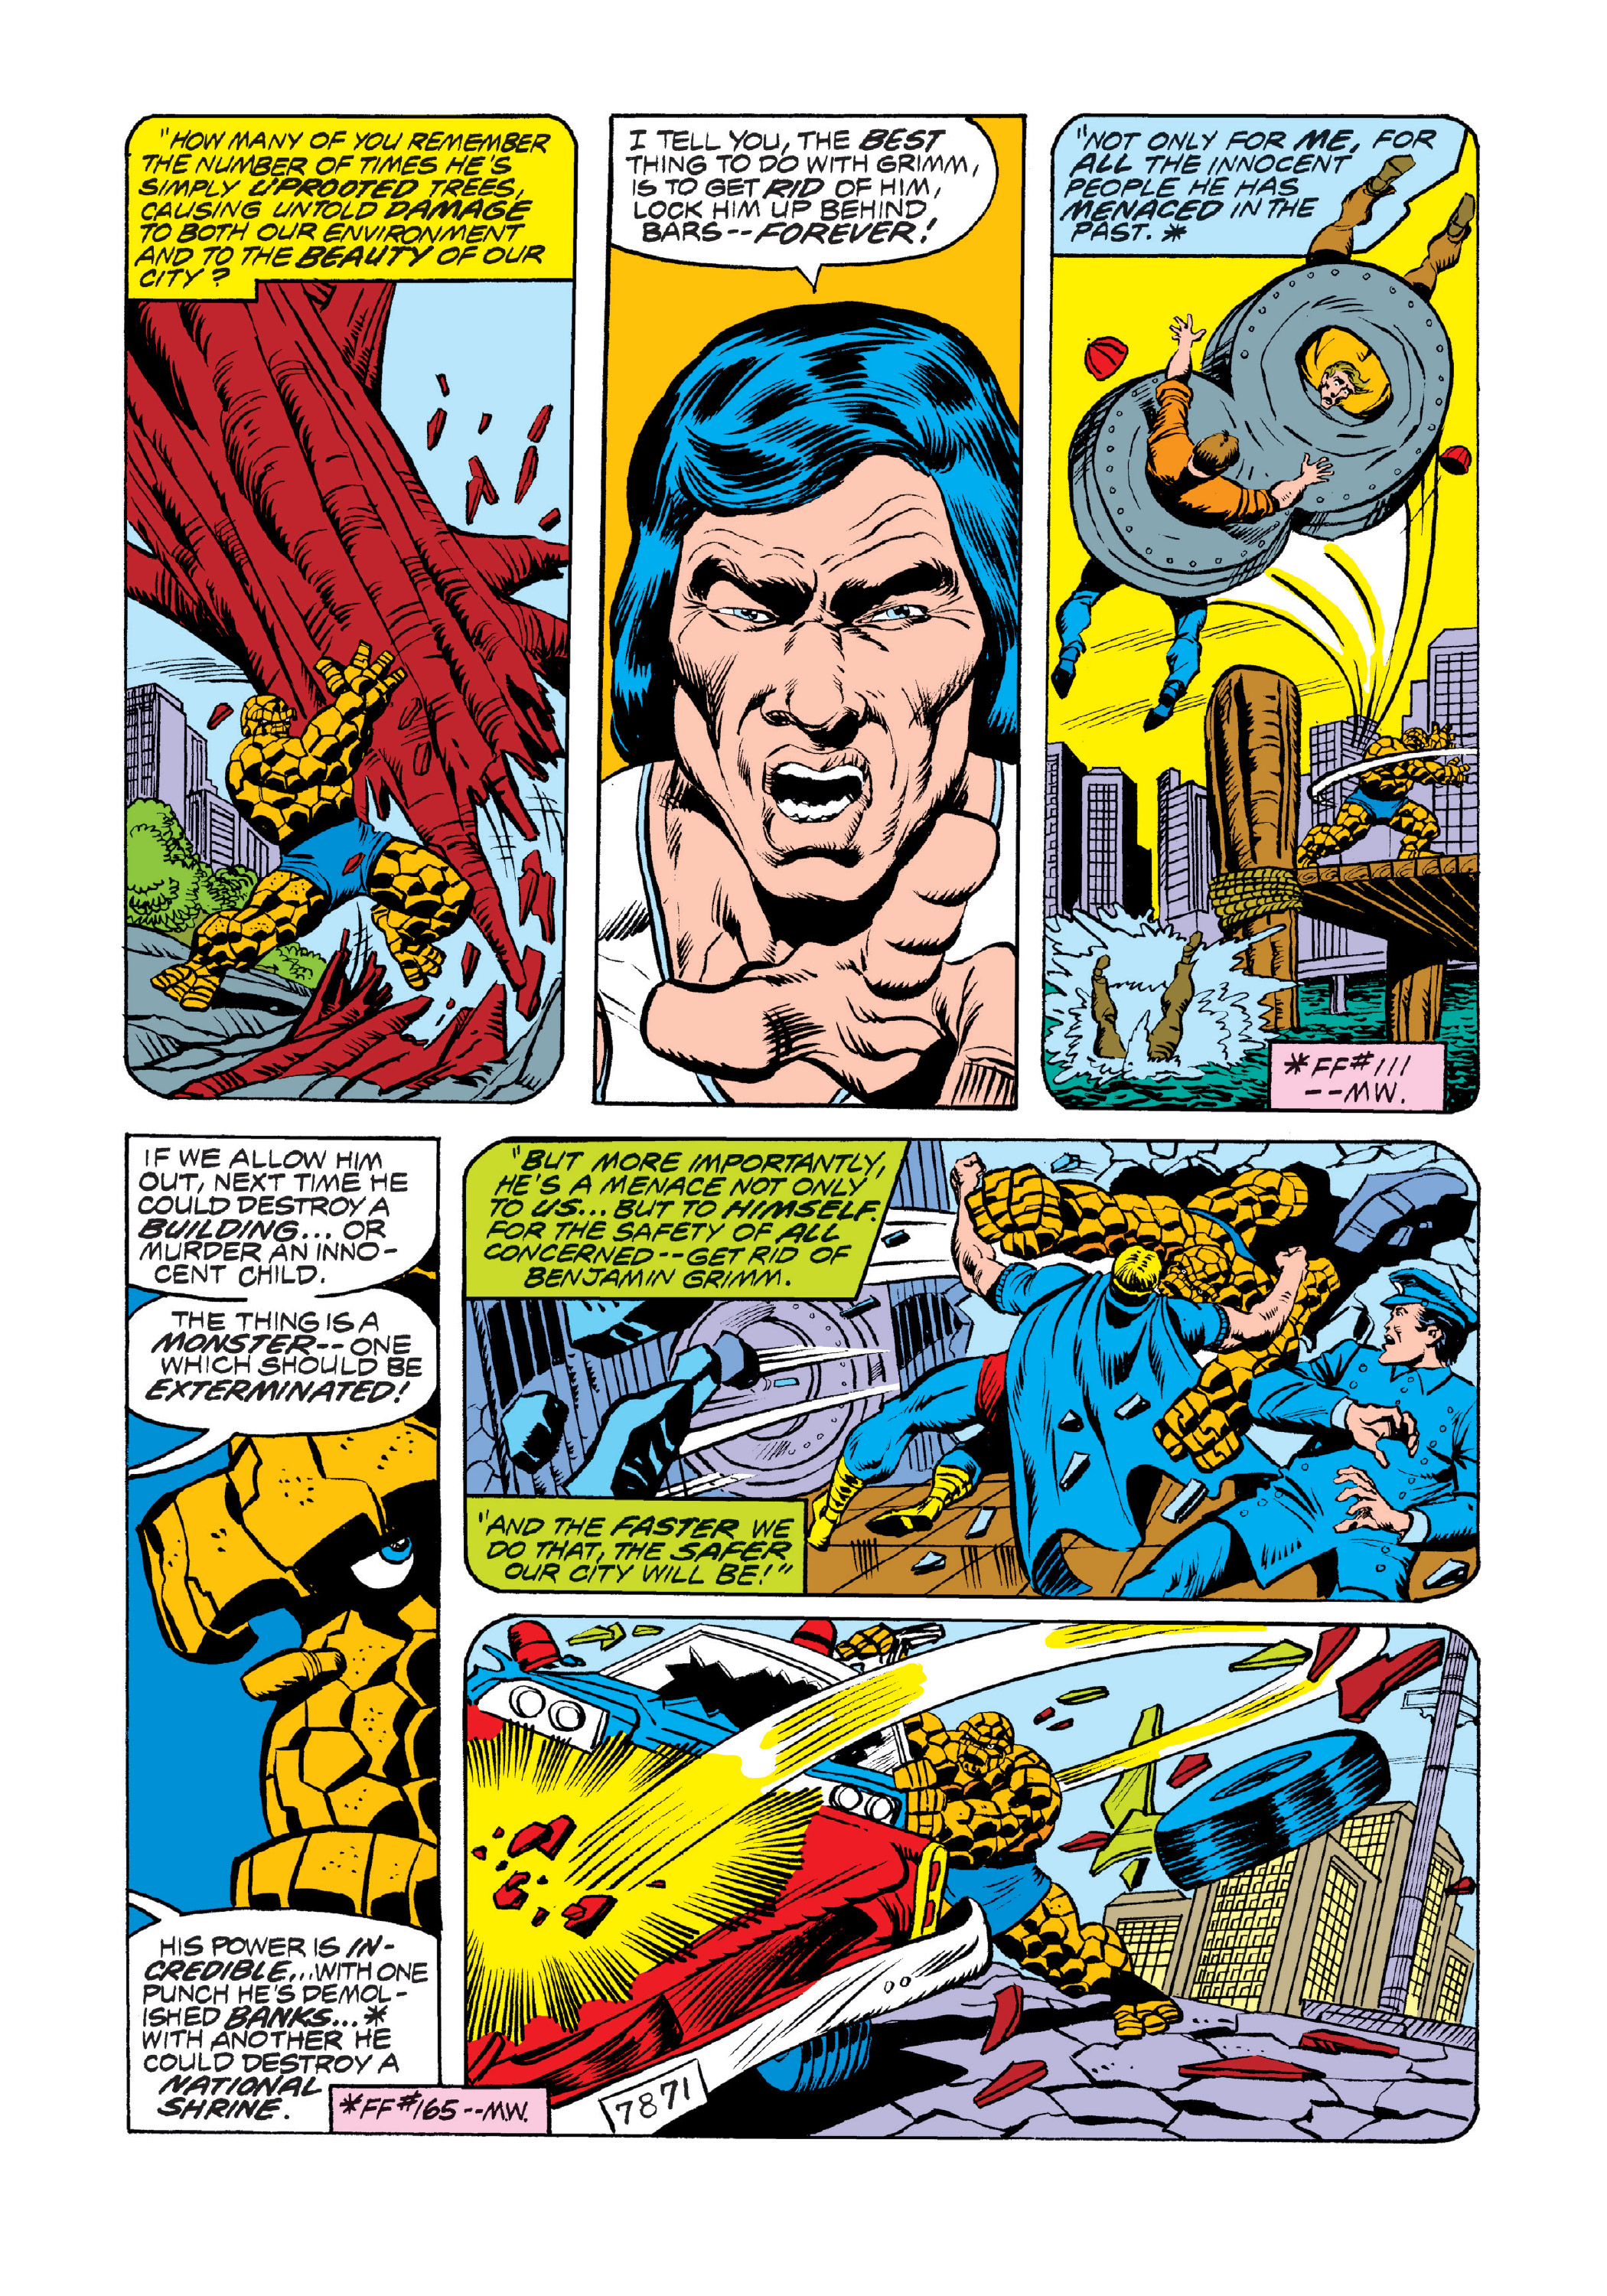 "HOW MANY OF YOU REMEMBER
THE NUMBER OF TIMES HE'S
SIMPLY UPROOTED TREES,
CAUSING UNTOLD DAMAGE
TO BOTH OUR ENVIRONMENT
AND TO THE BEAUTY OF OUR
CITY?
I TELL YOU, THE BEST
THING TO DO WITH GRIMM,
IS TO GET RID OF HIM,
LOCK HIM UP BEHIND
BARS--FOREVER!
"NOT ONLY FOR ME, FOR
ALL THE INNOCENT
PEOPLE HE HAS
MENACED IN THE
PAST.*
*FF#111
--MW.
IF WE ALLOW HIM
OUT, NEXT TIME HE
COULD DESTROY A
BUILDING... OR
MURDER AN INNO-
CENT CHILD.
THE THING IS A
MONSTER--ONE
WHICH SHOULD BE
EXTERMINATED!
HIS POWER IS IN-
CREDIBLE...WITH ONE
PUNCH HE'S DEMOL-
ISHED BANKS...*
WITH ANOTHER HE
COULD DESTROY A
NATIONAL
SHRINE.
*FF#165--MW.
"BUT MORE IMPORTANTLY,
HE'S A MENACE NOT ONLY
TO US... BUT TO HIMSELF.
FOR THE SAFETY OF ALL
CONCERNED--GET RID OF
BENJAMIN GRIMM.
"AND THE FASTER WE
DO THAT, THE SAFER
OUR CITY WILL BE!"
7871